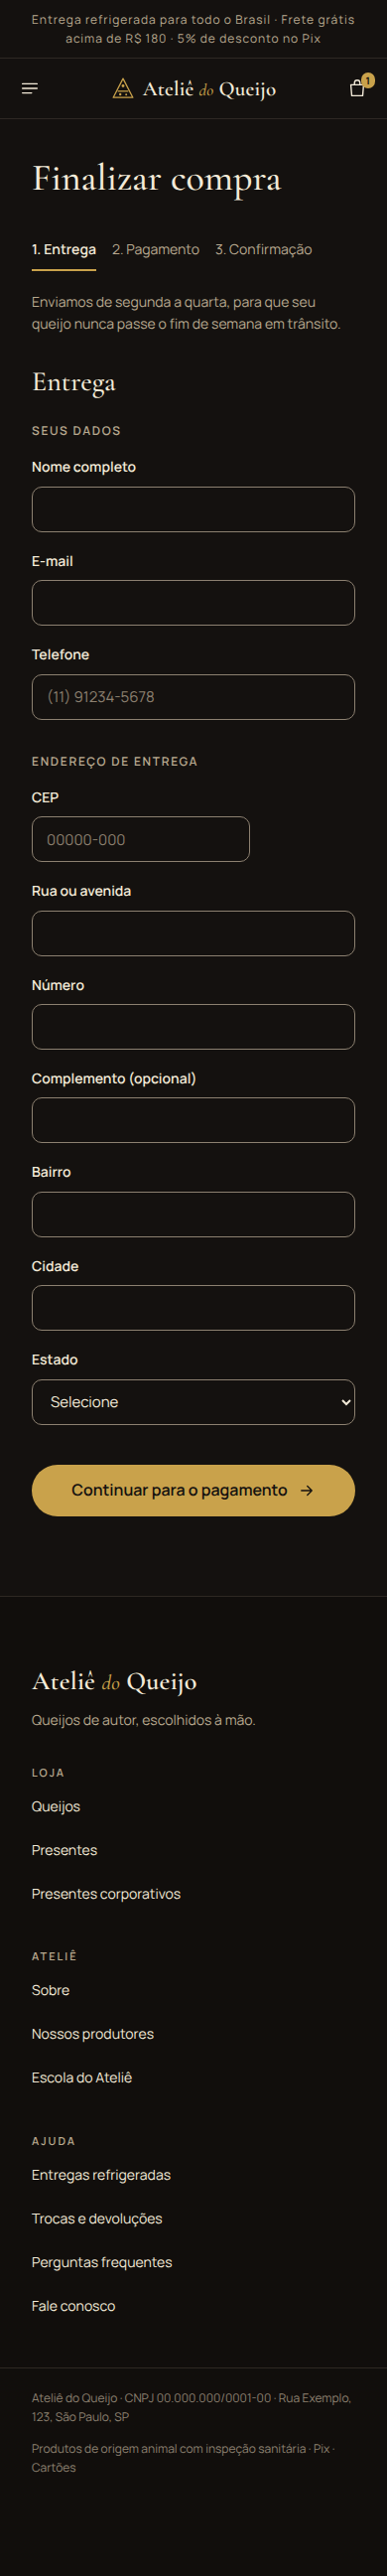 Entrega refrigerada para todo o Brasil · Frete grátis
acima de R$ 180 · 5% de desconto no Pix
Ateliê do Queijo
1
Finalizar compra
1. Entrega 2. Pagamento 3. Confirmação
Enviamos de segunda a quarta, para que seu
queijo nunca passe o fim de semana em trânsito.
Entrega
SEUS DADOS
Nome completo
E-mail
Telefone
(11) 91234-5678
ENDEREÇO DE ENTREGA
CEP
00000-000
Rua ou avenida
Número
Complemento (opcional)
Bairro
Cidade
Estado
Selecione
Continuar para o pagamento →
Ateliê do Queijo
Queijos de autor, escolhidos à mão.
LOJA
Queijos
Presentes
Presentes corporativos
ATELIÊ
Sobre
Nossos produtores
Escola do Ateliê
AJUDA
Entregas refrigeradas
Trocas e devoluções
Perguntas frequentes
Fale conosco
Ateliê do Queijo · CNPJ 00.000.000/0001-00 · Rua Exemplo,
123, São Paulo, SP
Produtos de origem animal com inspeção sanitária · Pix ·
Cartões